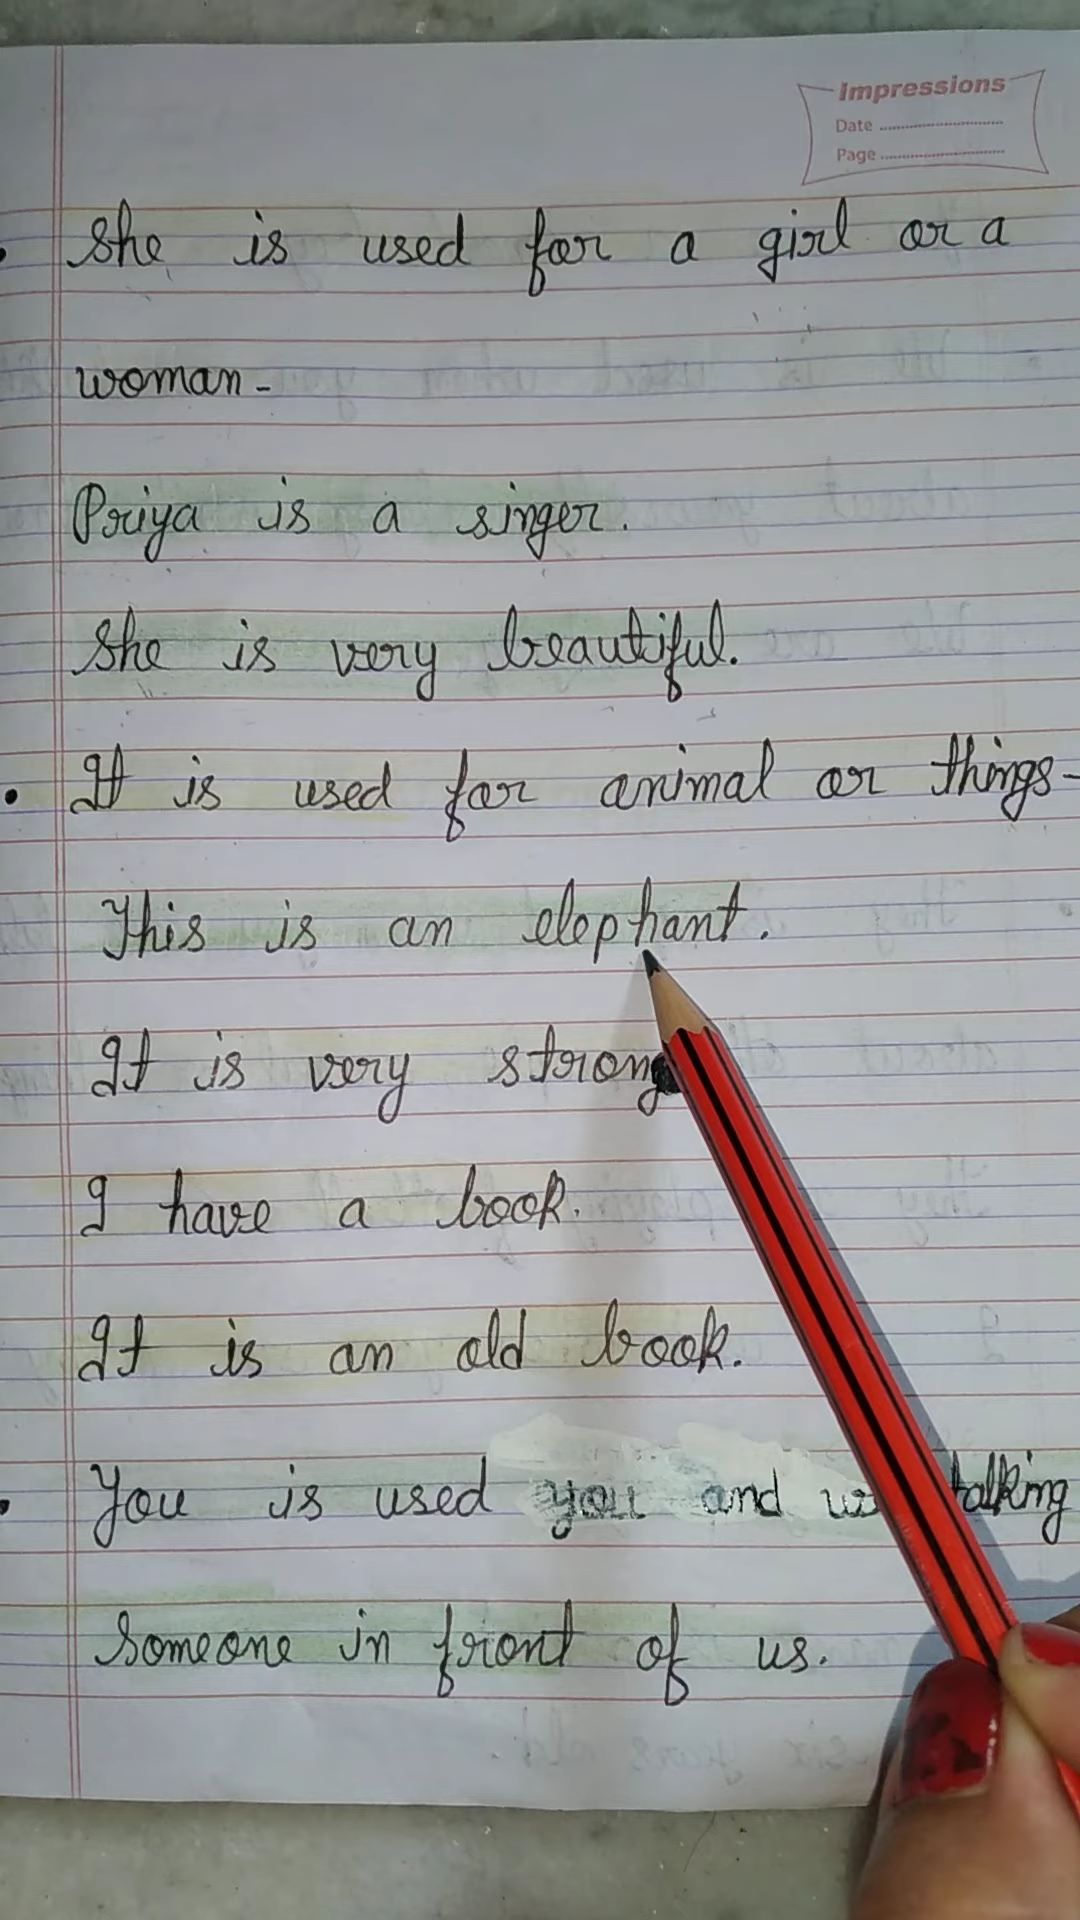 Impressions
Date
Page
She is used for a girl or a
woman-
Priya is a singer.
She is very beautiful.
It is used for animal or things-
This is an elephant.
It is very strong
I have a book.
It is an old book.
You is used you and talking
Someone in front of us.